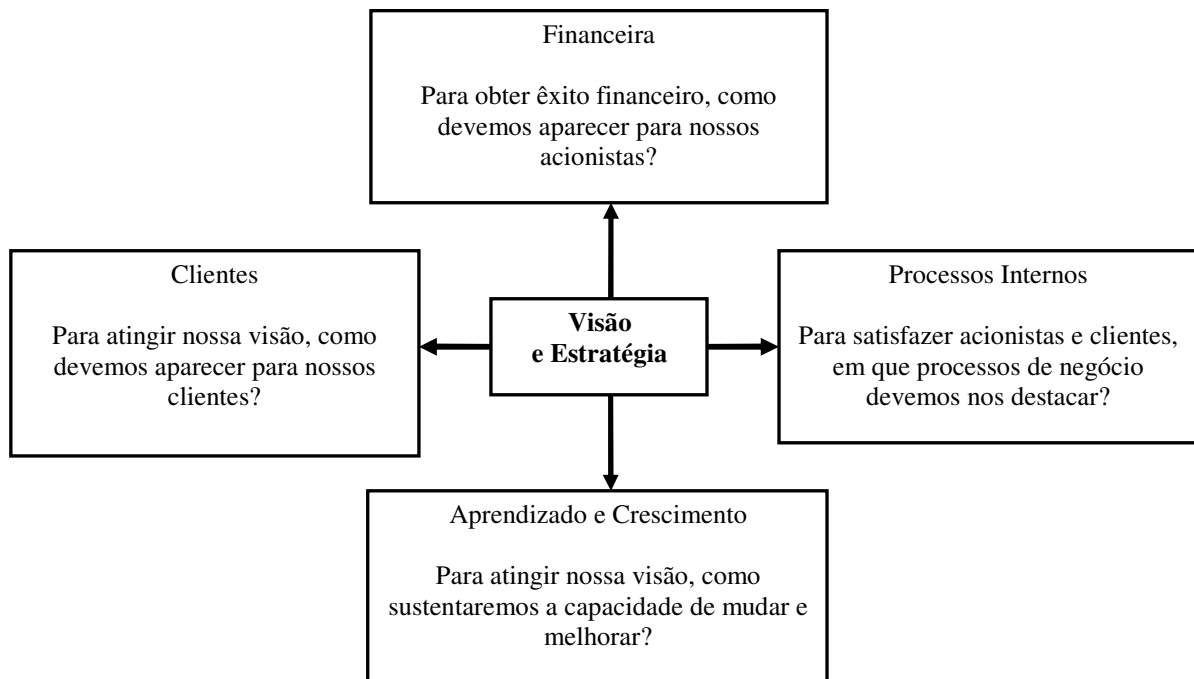 Financeira
Para obter êxito financeiro, como
devemos aparecer para nossos
acionistas?
Clientes
Para atingir nossa visão, como
devemos aparecer para nossos
clientes?
Visão
e Estratégia
Processos Internos
Para satisfazer acionistas e clientes,
em que processos de negócio
devemos nos destacar?
Aprendizado e Crescimento
Para atingir nossa visão, como
sustentaremos a capacidade de mudar e
melhorar?